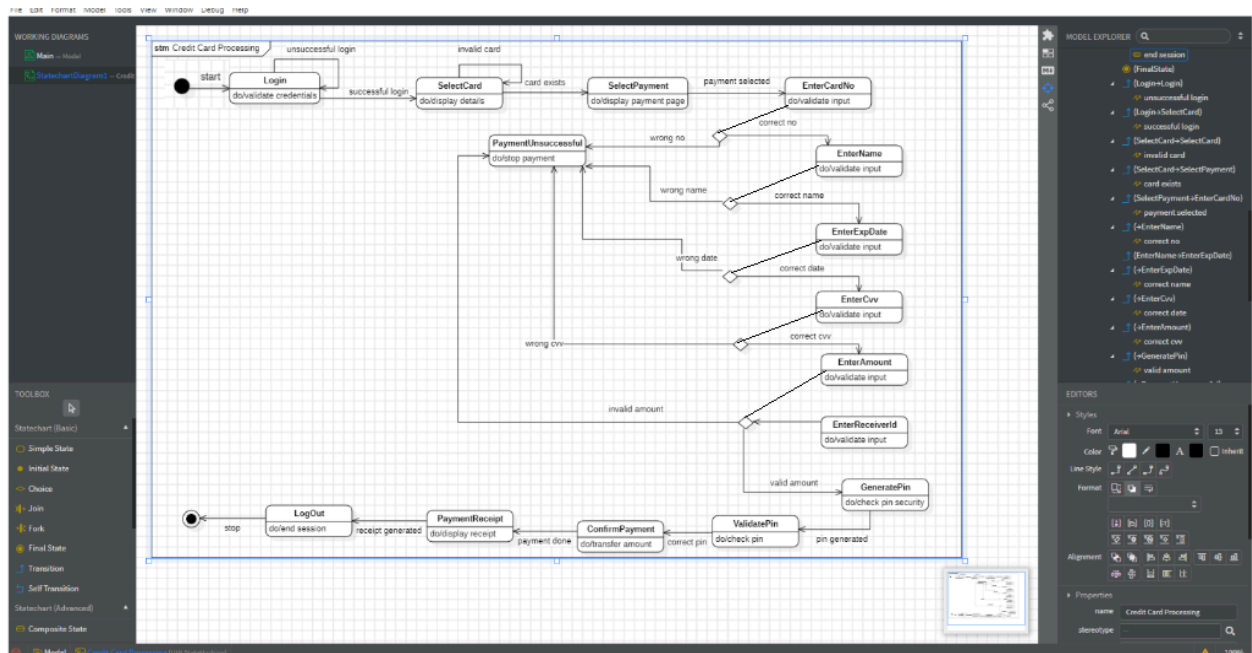 File Edit Format Model Tools View Window Debug Help
WORKING DIAGRAMS
Main — Model
StatechartDiagram1 — Credit
TOOLBOX
Statechart (Basic)
Simple State
Initial State
Choice
Join
Fork
Final State
Transition
Self Transition
Statechart (Advanced)
Composite State
stm Credit Card Processing
unsuccessful login
invalid card
start
Login
do/validate credentials
successful login
SelectCard
do/display details
card exists
SelectPayment
do/display payment page
payment selected
EnterCardNo
do/validate input
correct no
wrong no
PaymentUnsuccessful
do/stop payment
EnterName
do/validate input
wrong name
correct name
EnterExpDate
do/validate input
wrong date
correct date
EnterCvv
do/validate input
wrong cvv
correct cvv
EnterAmount
do/validate input
invalid amount
EnterReceiverId
do/validate input
valid amount
GeneratePin
do/check pin security
pin generated
ValidatePin
do/check pin
correct pin
ConfirmPayment
do/transfer amount
payment done
PaymentReceipt
do/display receipt
receipt generated
LogOut
do/end session
stop
MODEL EXPLORER
end session
(FinalState)
(Login→Login)
unsuccessful login
(Login→SelectCard)
successful login
(SelectCard→SelectCard)
invalid card
(SelectCard→SelectPayment)
card exists
(SelectPayment→EnterCardNo)
payment selected
(→EnterName)
correct no
(EnterName→EnterExpDate)
(→EnterExpDate)
correct name
(→EnterCvv)
correct date
(→EnterAmount)
correct cvv
(→GeneratePin)
valid amount
EDITORS
Styles
Font Arial 13
Color A Inherit
Line Style
Format
Alignment
Properties
name Credit Card Processing
stereotype
Model
100%